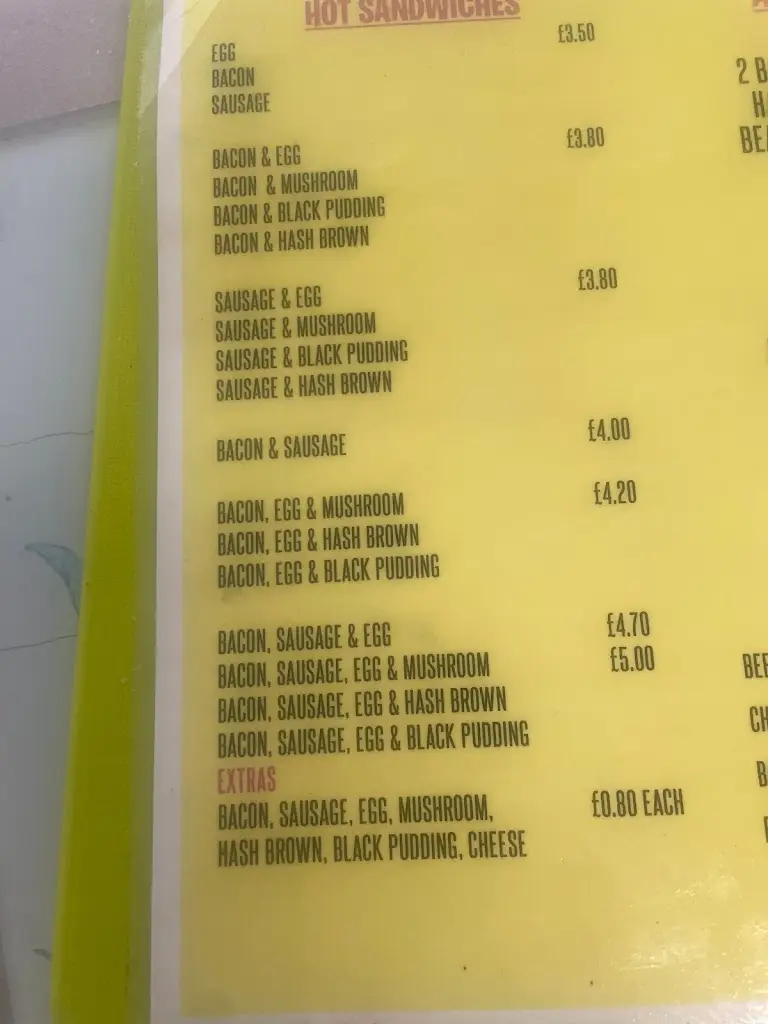 HOT SANDWICHES
EGG £3.50
BACON
SAUSAGE
BACON & EGG £3.80
BACON & MUSHROOM
BACON & BLACK PUDDING
BACON & HASH BROWN
SAUSAGE & EGG £3.80
SAUSAGE & MUSHROOM
SAUSAGE & BLACK PUDDING
SAUSAGE & HASH BROWN
BACON & SAUSAGE £4.00
BACON, EGG & MUSHROOM £4.20
BACON, EGG & HASH BROWN
BACON, EGG & BLACK PUDDING
BACON, SAUSAGE & EGG £4.70
BACON, SAUSAGE, EGG & MUSHROOM £5.00
BACON, SAUSAGE, EGG & HASH BROWN
BACON, SAUSAGE, EGG & BLACK PUDDING
EXTRAS
BACON, SAUSAGE, EGG, MUSHROOM, £0.80 EACH
HASH BROWN, BLACK PUDDING, CHEESE
2